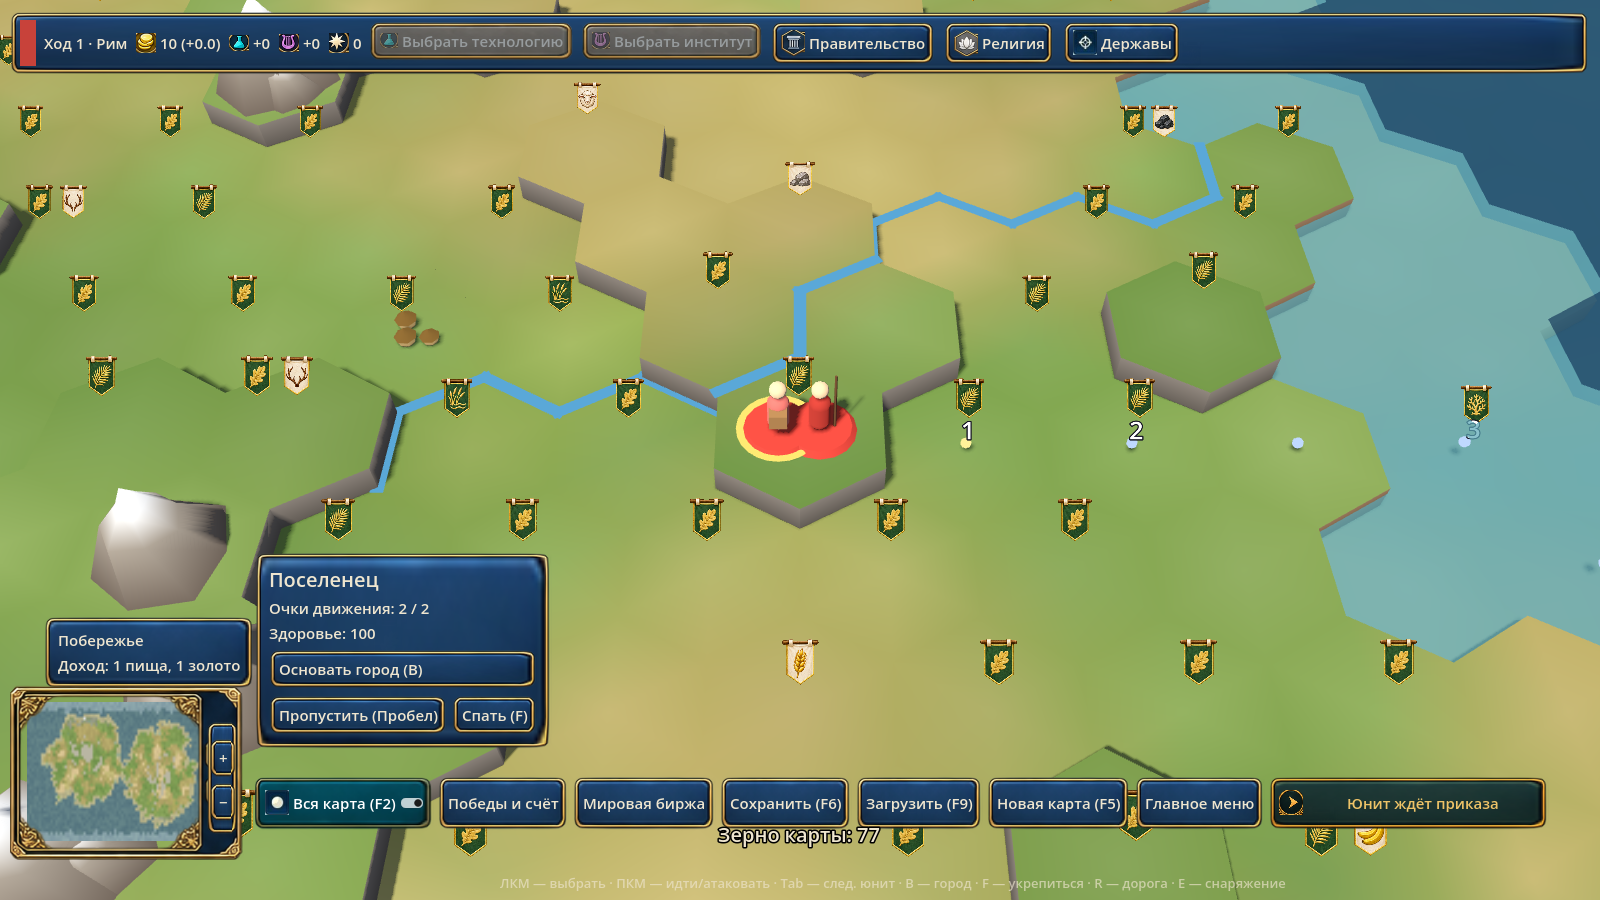 Ход 1 · Рим
10 (+0.0)
+0
+0
0
Выбрать технологию
Выбрать институт
Правительство
Религия
Державы
1
2
3
Поселенец
Очки движения: 2 / 2
Здоровье: 100
Основать город (B)
Пропустить (Пробел)
Спать (F)
Побережье
Доход: 1 пища, 1 золото
+
−
Вся карта (F2)
Победы и счёт
Мировая биржа
Сохранить (F6)
Загрузить (F9)
Новая карта (F5)
Главное меню
Юнит ждёт приказа
Зерно карты: 77
ЛКМ — выбрать · ПКМ — идти/атаковать · Tab — след. юнит · B — город · F — укрепиться · R — дорога · E — снаряжение